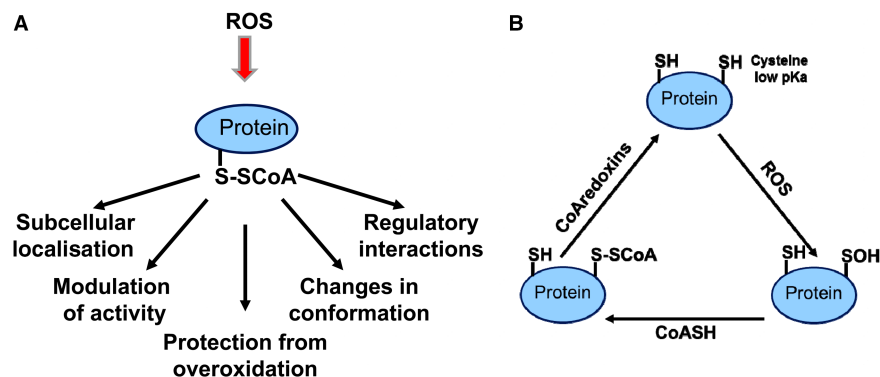 A
ROS
Protein
S-SCoA
Subcellular
localisation
Regulatory
interactions
Modulation
of activity
Changes in
conformation
Protection from
overoxidation
B
SH
SH
Cysteine
low pKa
Protein
CoAredoxins
ROS
SH
S-SCoA
Protein
SH
SOH
Protein
CoASH